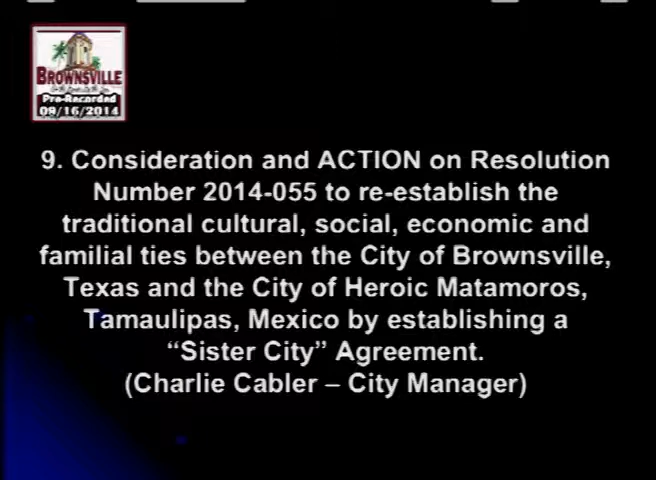 BROWNSVILLE
Pre-Recorded
09/16/2014
9. Consideration and ACTION on Resolution
Number 2014-055 to re-establish the
traditional cultural, social, economic and
familial ties between the City of Brownsville,
Texas and the City of Heroic Matamoros,
Tamaulipas, Mexico by establishing a
“Sister City” Agreement.
(Charlie Cabler – City Manager)